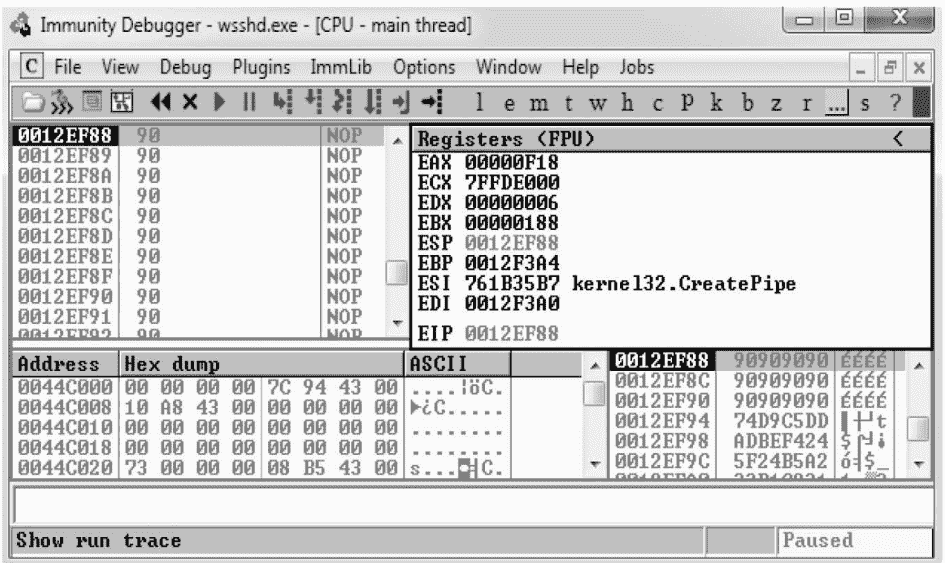 Immunity Debugger - wsshd.exe - [CPU - main thread]
C File View Debug Plugins ImmLib Options Window Help Jobs
l e m t w h c P k b z r ... s ?
0012EF88 90 NOP
0012EF89 90 NOP
0012EF8A 90 NOP
0012EF8B 90 NOP
0012EF8C 90 NOP
0012EF8D 90 NOP
0012EF8E 90 NOP
0012EF8F 90 NOP
0012EF90 90 NOP
0012EF91 90 NOP
0012EF92 90 NOP
Registers (FPU) <
EAX 00000F18
ECX 7FFDE000
EDX 00000006
EBX 00000188
ESP 0012EF88
EBP 0012F3A4
ESI 761B35B7 kernel32.CreatePipe
EDI 0012F3A0
EIP 0012EF88
Address Hex dump ASCII
0044C000 00 00 00 00 7C 94 43 00 ....¦öC.
0044C008 10 A8 43 00 00 00 00 00 ►¿C.....
0044C010 00 00 00 00 00 00 00 00 ........
0044C018 00 00 00 00 00 00 00 00 ........
0044C020 73 00 00 00 08 B5 43 00 s...◘╡C.
0012EF88 90909090 ÉÉÉÉ
0012EF8C 90909090 ÉÉÉÉ
0012EF90 90909090 ÉÉÉÉ
0012EF94 74D9C5DD ▌┼┘t
0012EF98 ADBEF424 $⌠╛¡
0012EF9C 5F24B5A2 ó╡$_
Show run trace
Paused